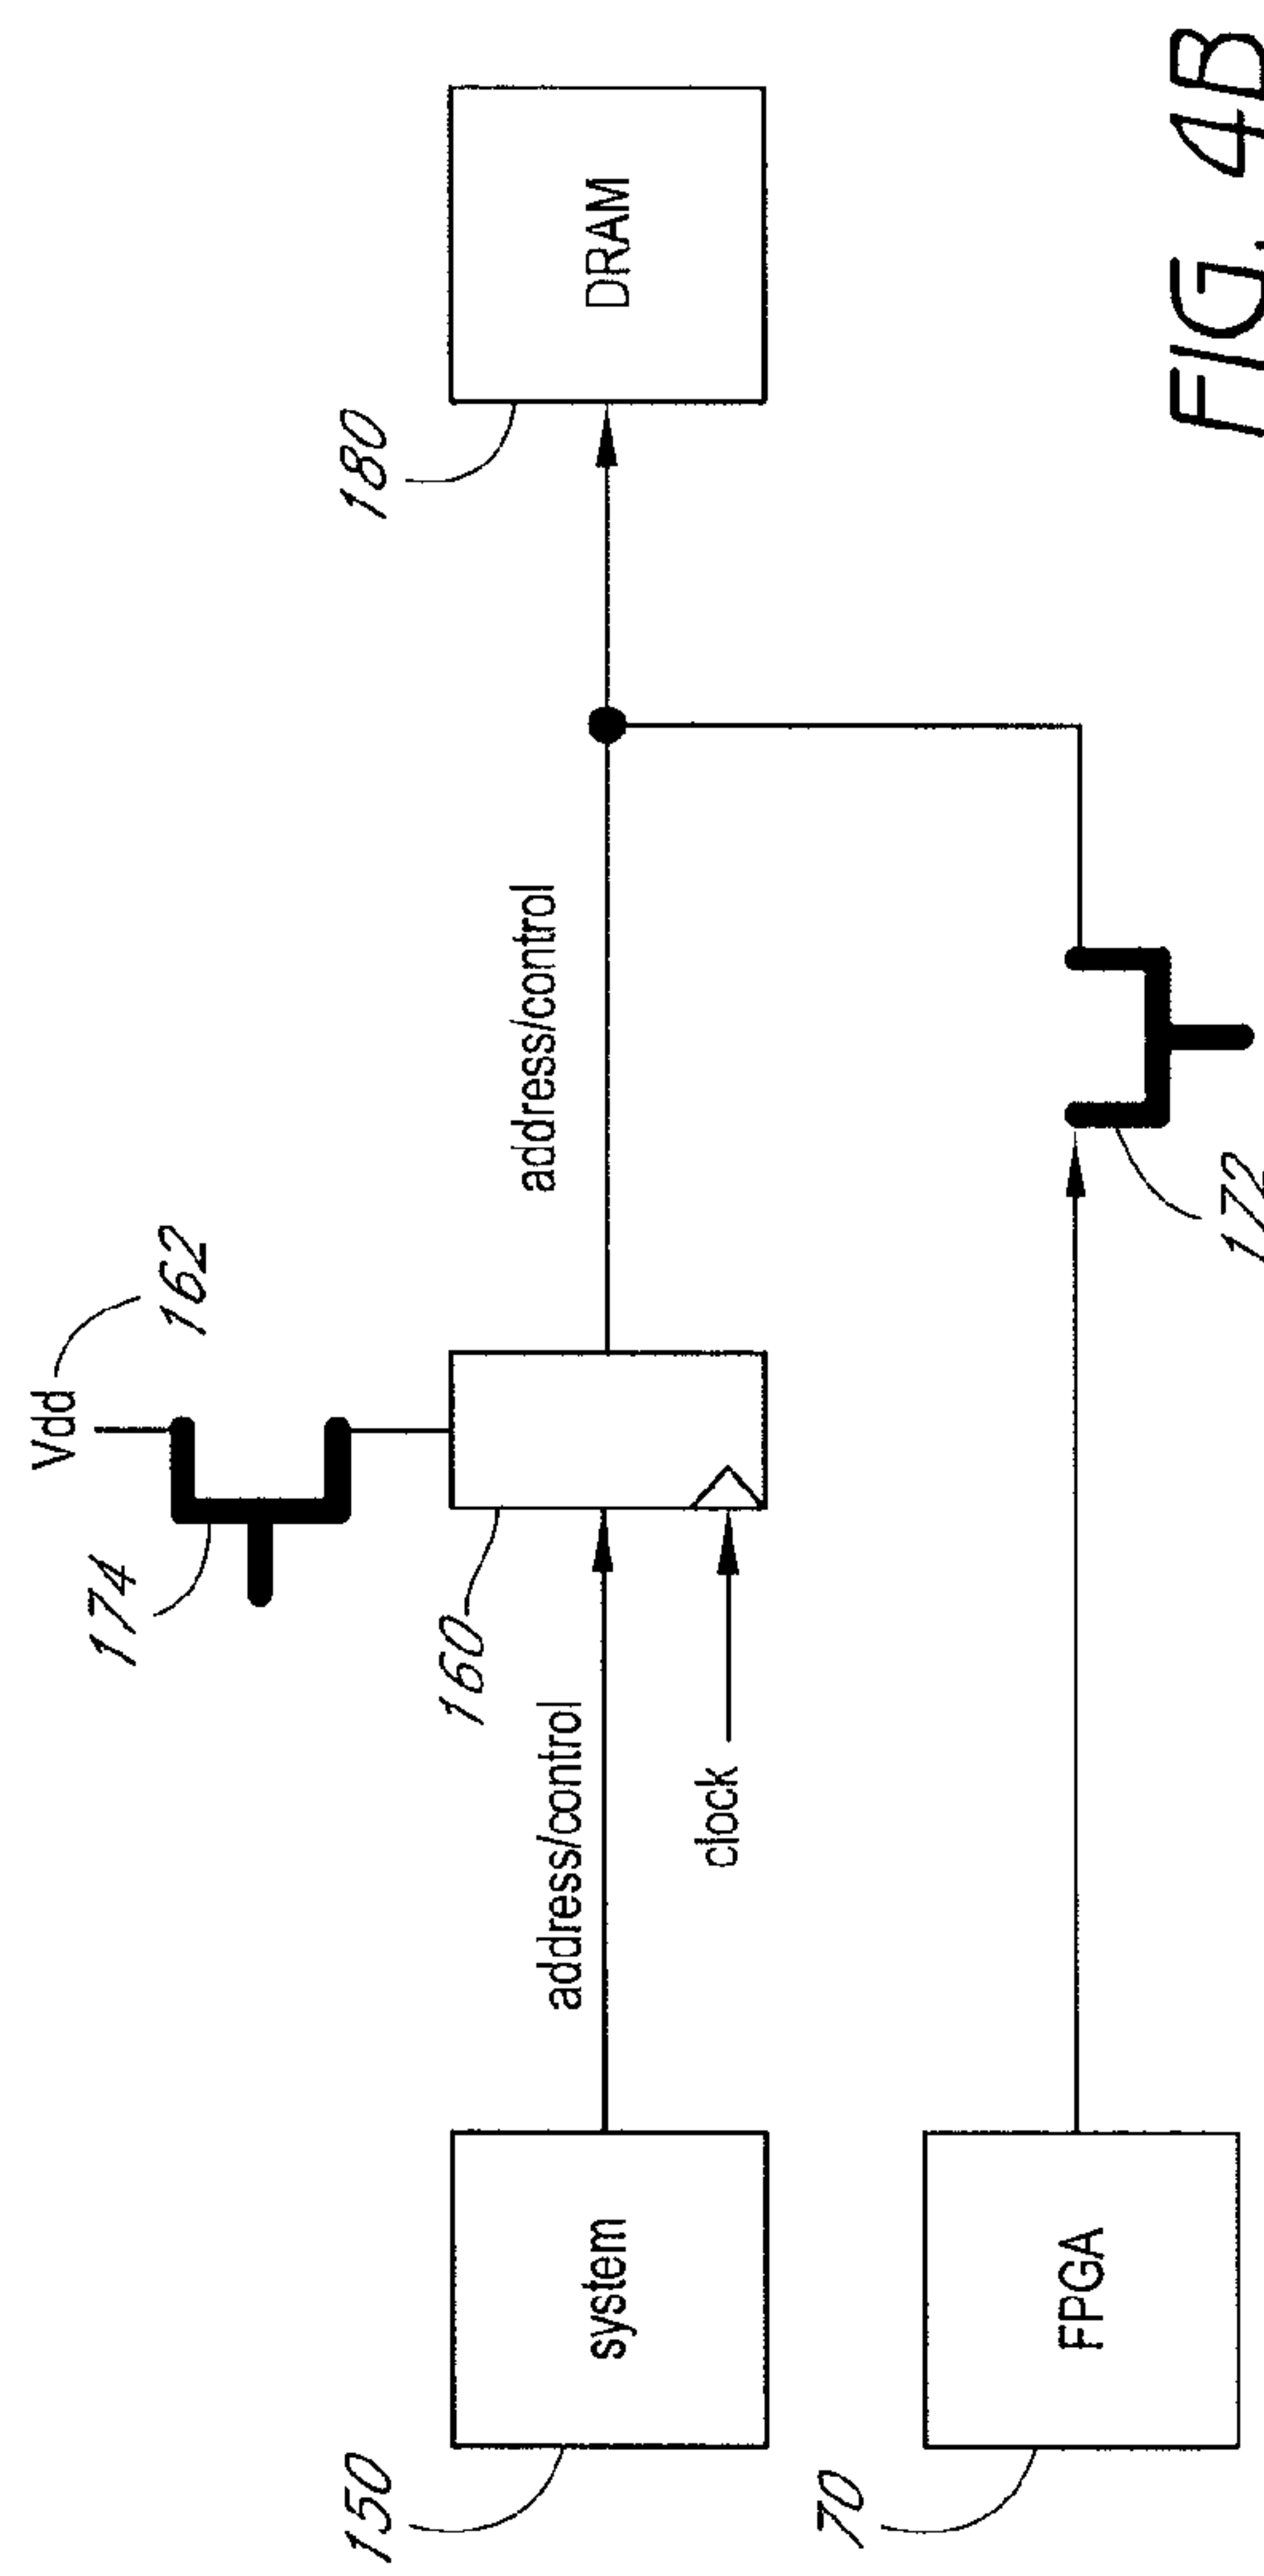 Vdd
162
174
160
address/control
address/control
180
DRAM
150
system
clock
70
FPGA
172
FIG. 4B